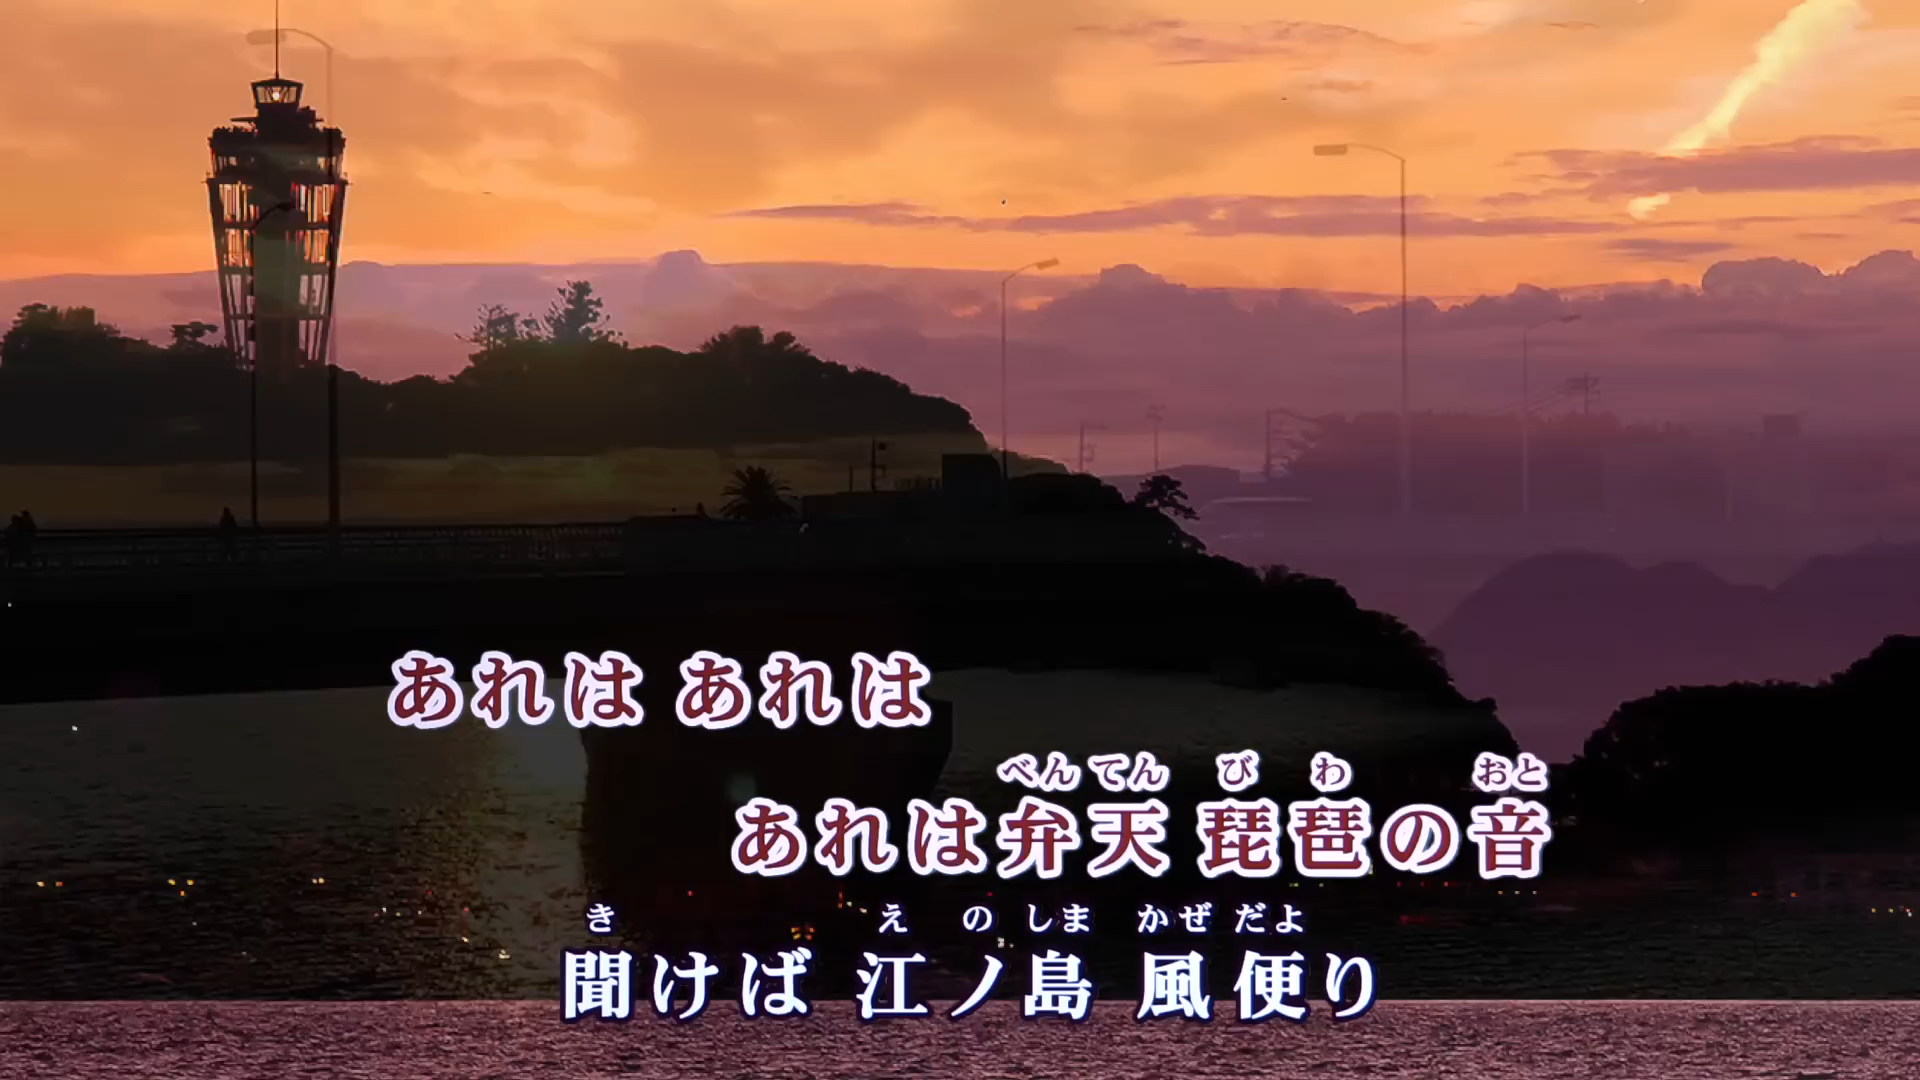 あれは あれは
べんてん びわ おと
あれは弁天 琵琶の音
き えのしま かぜだよ
聞けば 江ノ島 風便り